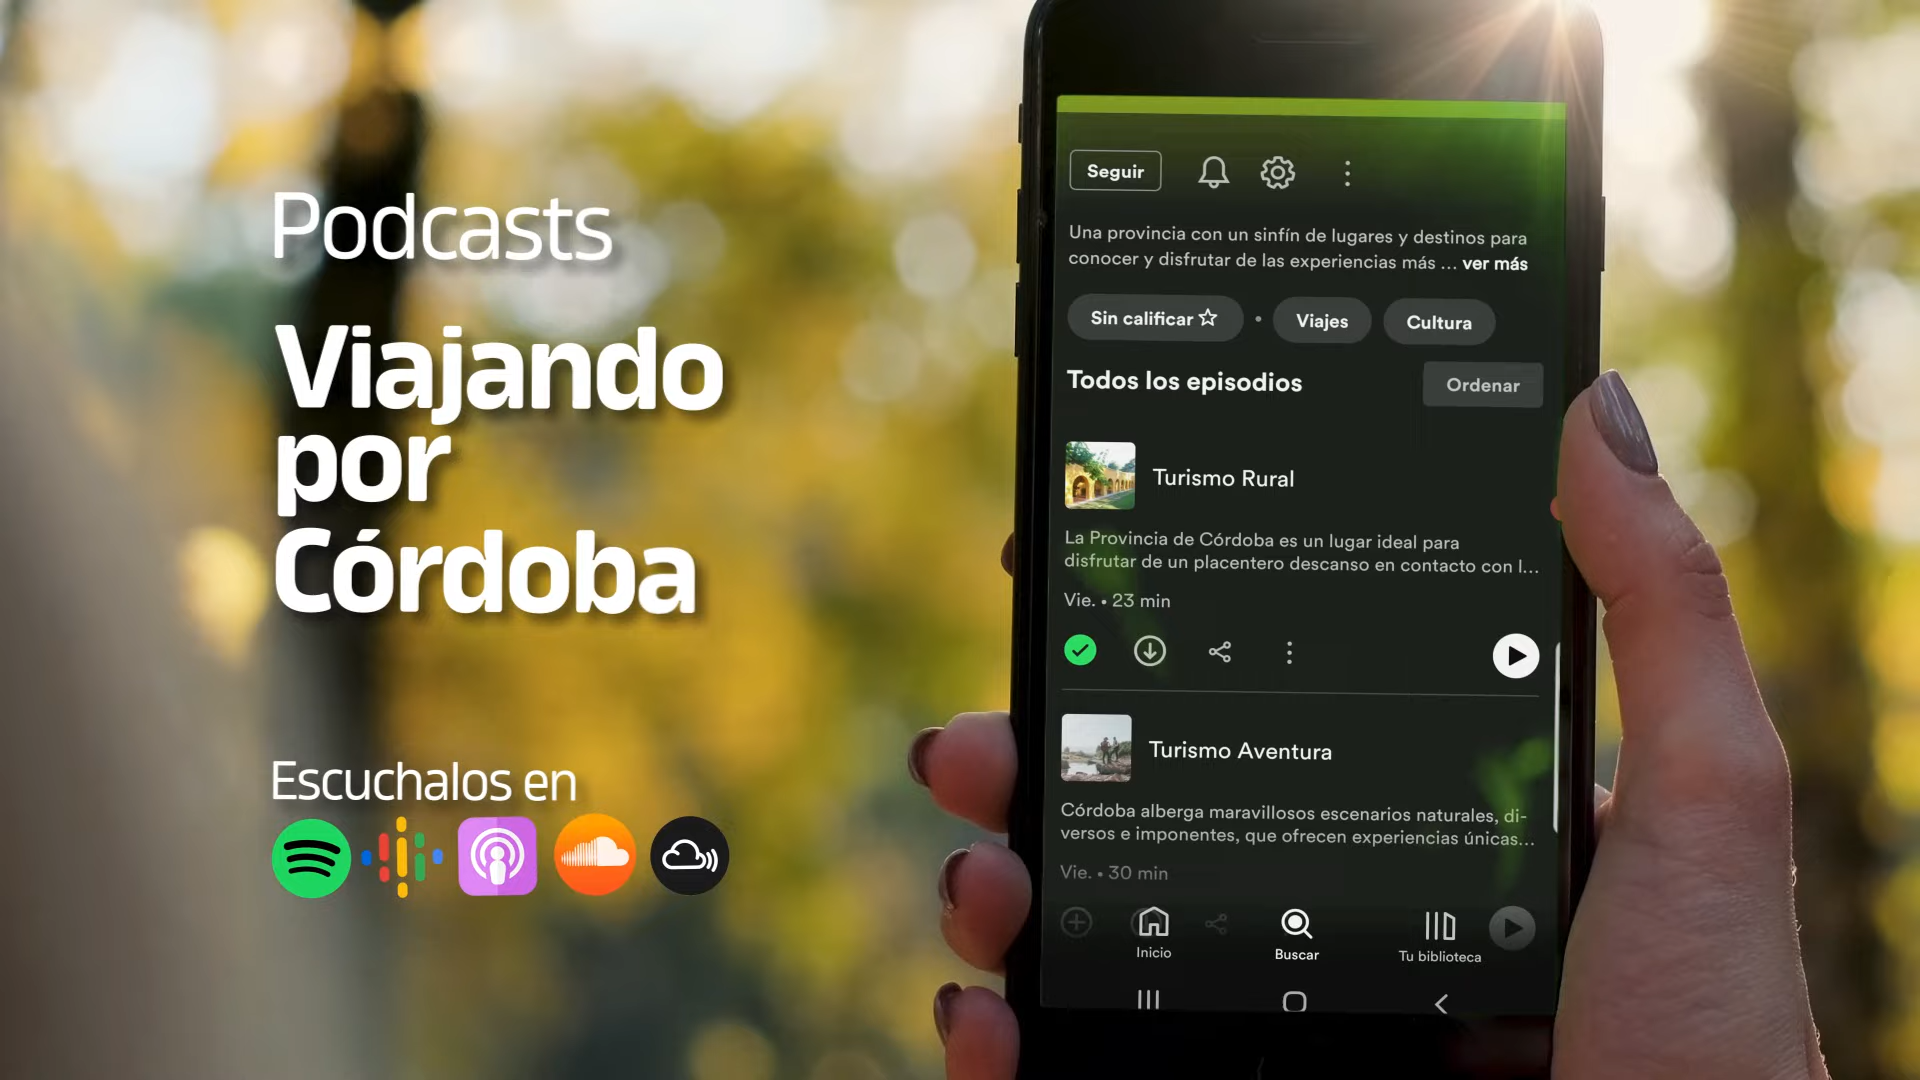 Podcasts
Viajando
por
Córdoba
Escuchalos en
Seguir
Una provincia con un sinfín de lugares y destinos para
conocer y disfrutar de las experiencias más ... ver más
Sin calificar
Viajes
Cultura
Todos los episodios
Ordenar
Turismo Rural
La Provincia de Córdoba es un lugar ideal para
disfrutar de un placentero descanso en contacto con l...
Vie. • 23 min
Turismo Aventura
Córdoba alberga maravillosos escenarios naturales, di-
versos e imponentes, que ofrecen experiencias únicas...
Vie. • 30 min
Inicio
Buscar
Tu biblioteca